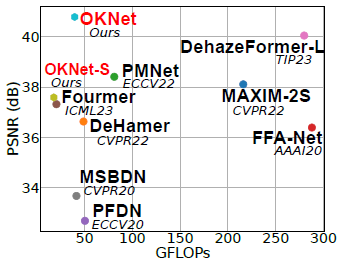 OKNet
Ours
40
DehazeFormer-L
TIP23
OKNet-S
Ours
PMNet
ECCV22
38
Fourmer
ICML23
MAXIM-2S
CVPR22
DeHamer
CVPR22
FFA-Net
AAAI20
36
MSBDN
CVPR20
34
PFDN
ECCV20
PSNR (dB)
50 100 150 200 250 300
GFLOPs